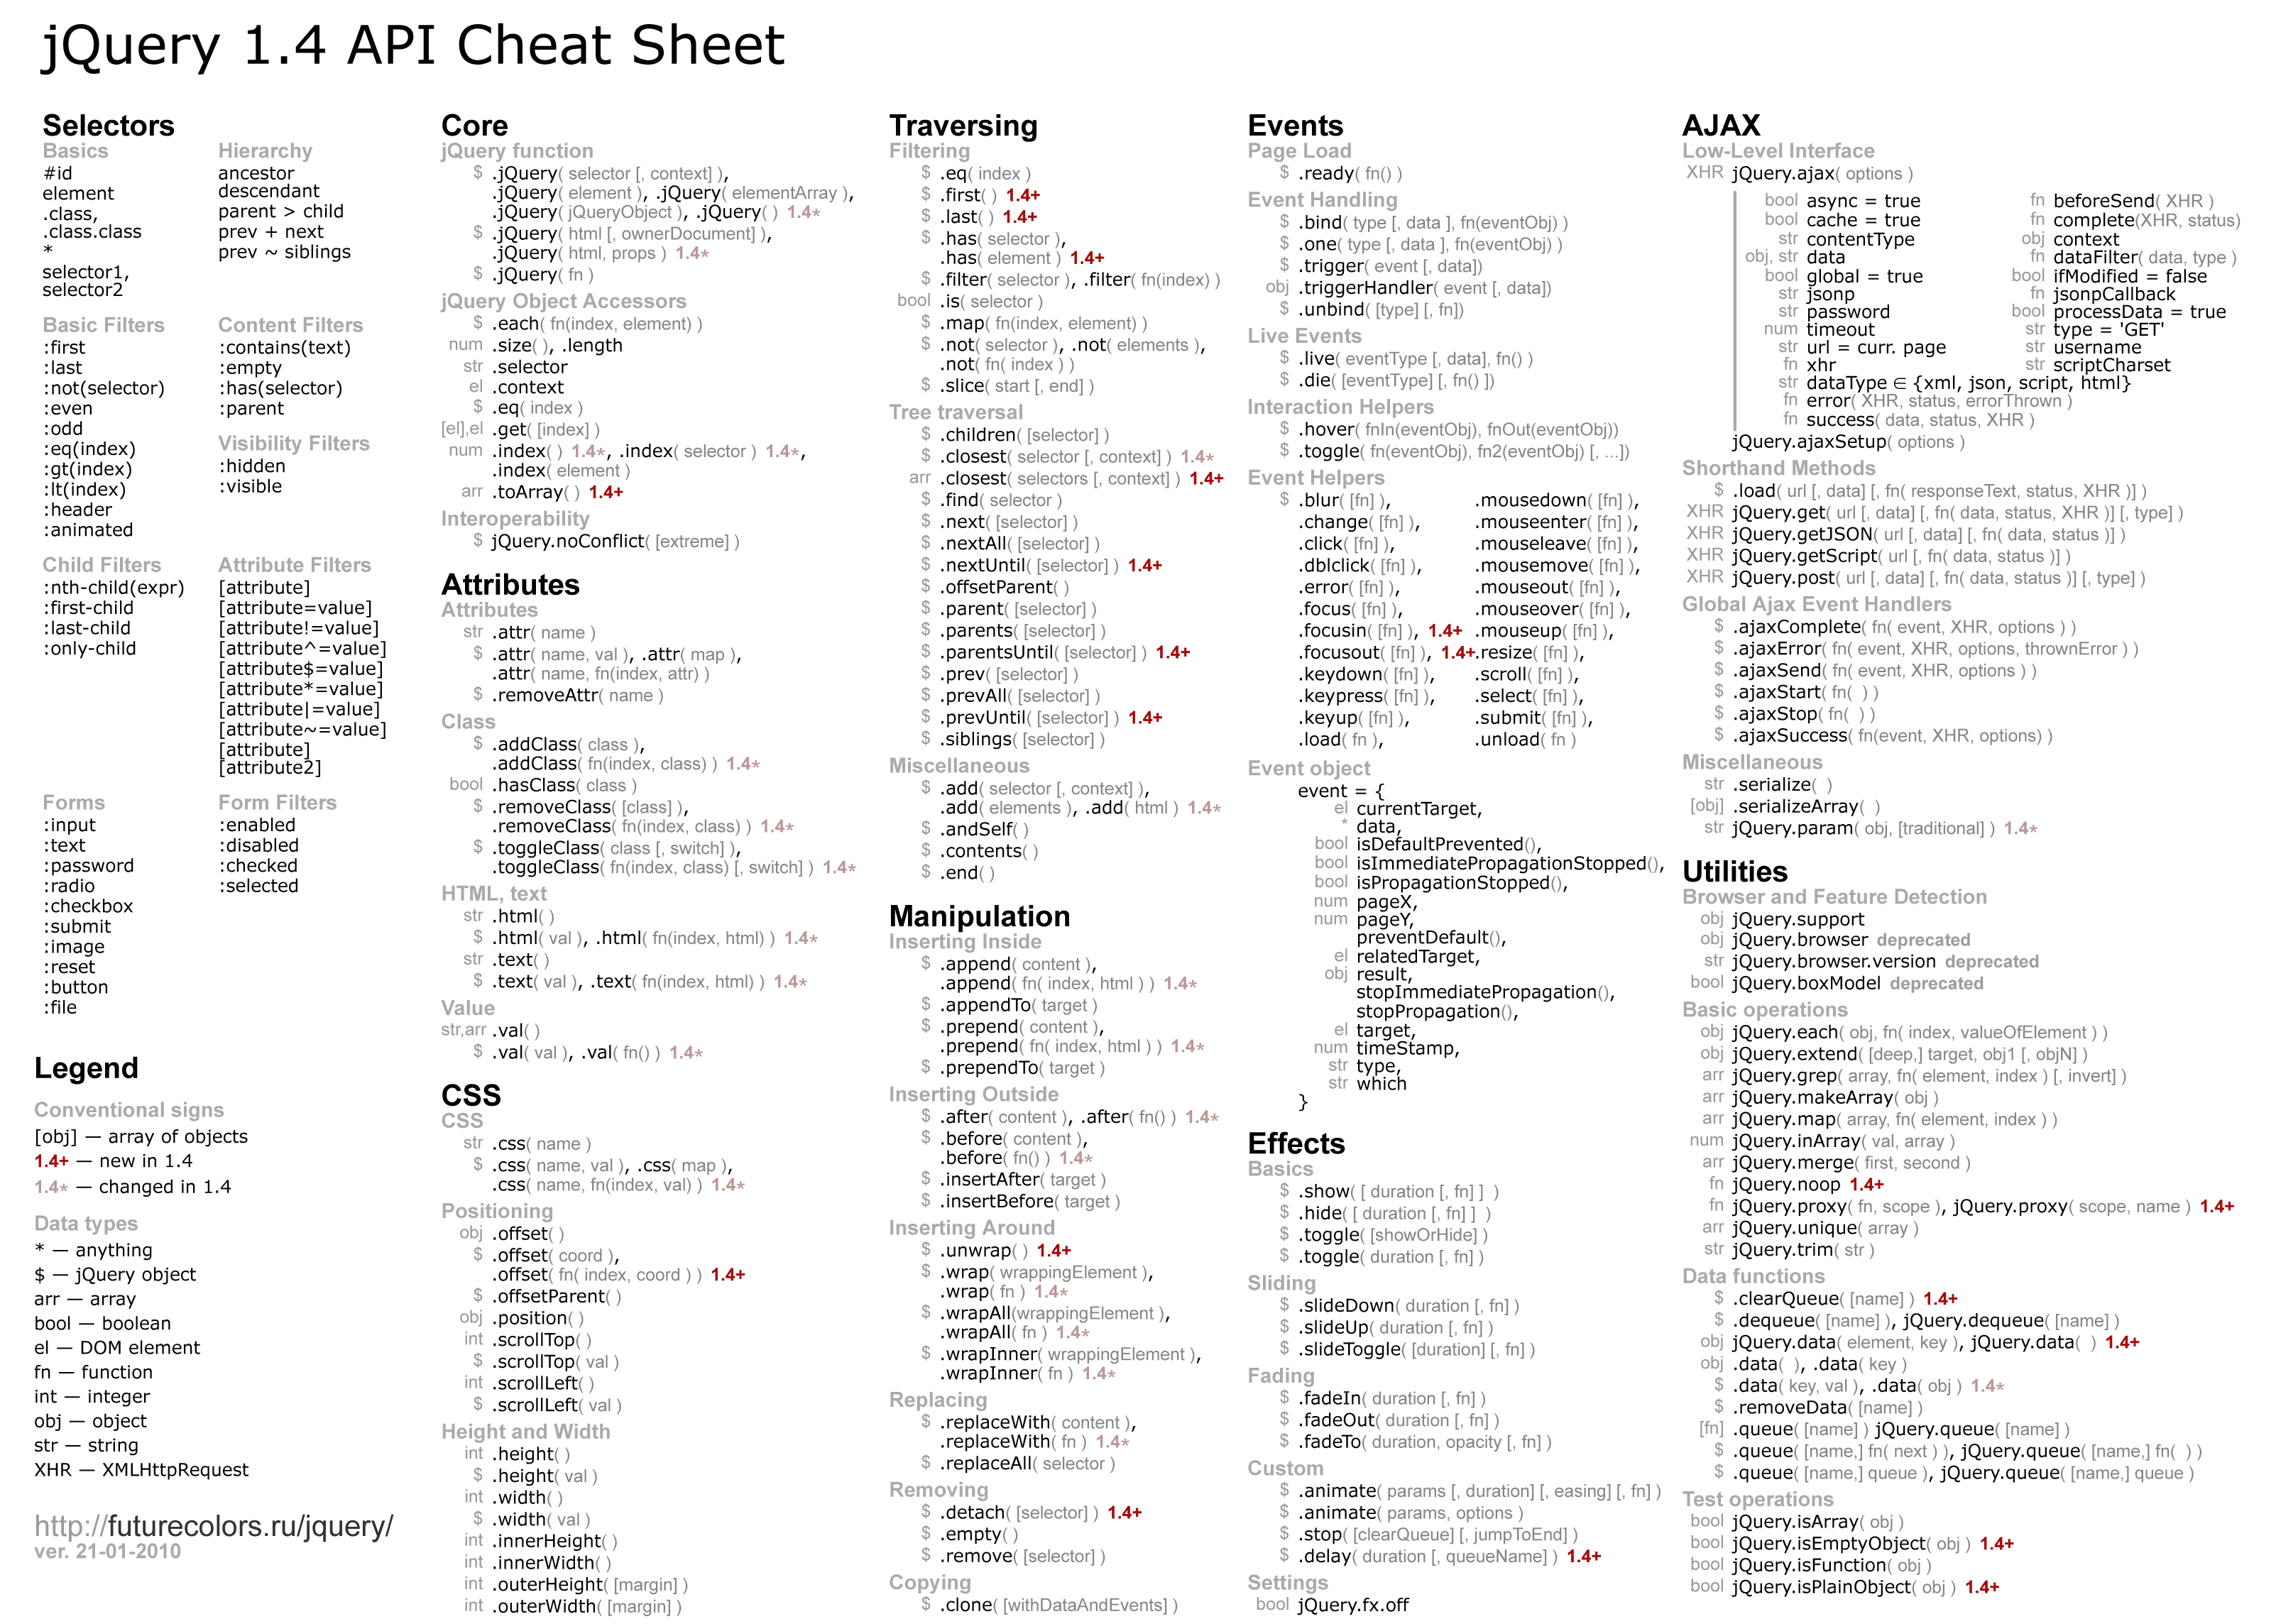 jQuery 1.4 API Cheat Sheet
Selectors
Basics
#id
element
.class,
.class.class
*
selector1,
selector2
Hierarchy
ancestor
descendant
parent > child
prev + next
prev ~ siblings
Basic Filters
:first
:last
:not(selector)
:even
:odd
:eq(index)
:gt(index)
:lt(index)
:header
:animated
Content Filters
:contains(text)
:empty
:has(selector)
:parent
Visibility Filters
:hidden
:visible
Child Filters
:nth-child(expr)
:first-child
:last-child
:only-child
Attribute Filters
[attribute]
[attribute=value]
[attribute!=value]
[attribute^=value]
[attribute$=value]
[attribute*=value]
[attribute|=value]
[attribute~=value]
[attribute]
[attribute2]
Forms
:input
:text
:password
:radio
:checkbox
:submit
:image
:reset
:button
:file
Form Filters
:enabled
:disabled
:checked
:selected
Legend
Conventional signs
[obj] — array of objects
1.4+ — new in 1.4
1.4* — changed in 1.4
Data types
* — anything
$ — jQuery object
arr — array
bool — boolean
el — DOM element
fn — function
int — integer
obj — object
str — string
XHR — XMLHttpRequest
http://futurecolors.ru/jquery/
ver. 21-01-2010
Core
jQuery function
$ .jQuery( selector [, context] ),
.jQuery( element ), .jQuery( elementArray ),
.jQuery( jQueryObject ), .jQuery( ) 1.4*
$ .jQuery( html [, ownerDocument] ),
.jQuery( html, props ) 1.4*
$ .jQuery( fn )
jQuery Object Accessors
$ .each( fn(index, element) )
num .size( ), .length
str .selector
el .context
$ .eq( index )
[el],el .get( [index] )
num .index( ) 1.4*, .index( selector ) 1.4*,
.index( element )
arr .toArray( ) 1.4+
Interoperability
$ jQuery.noConflict( [extreme] )
Attributes
Attributes
str .attr( name )
$ .attr( name, val ), .attr( map ),
.attr( name, fn(index, attr) )
$ .removeAttr( name )
Class
$ .addClass( class ),
.addClass( fn(index, class) ) 1.4*
bool .hasClass( class )
$ .removeClass( [class] ),
.removeClass( fn(index, class) ) 1.4*
$ .toggleClass( class [, switch] ),
.toggleClass( fn(index, class) [, switch] ) 1.4*
HTML, text
str .html( )
$ .html( val ), .html( fn(index, html) ) 1.4*
str .text( )
$ .text( val ), .text( fn(index, html) ) 1.4*
Value
str,arr .val( )
$ .val( val ), .val( fn() ) 1.4*
CSS
CSS
str .css( name )
$ .css( name, val ), .css( map ),
.css( name, fn(index, val) ) 1.4*
Positioning
obj .offset( )
$ .offset( coord ),
.offset( fn( index, coord ) ) 1.4+
$ .offsetParent( )
obj .position( )
int .scrollTop( )
$ .scrollTop( val )
int .scrollLeft( )
$ .scrollLeft( val )
Height and Width
int .height( )
$ .height( val )
int .width( )
$ .width( val )
int .innerHeight( )
int .innerWidth( )
int .outerHeight( [margin] )
int .outerWidth( [margin] )
Traversing
Filtering
$ .eq( index )
$ .first( ) 1.4+
$ .last( ) 1.4+
$ .has( selector ),
.has( element ) 1.4+
$ .filter( selector ), .filter( fn(index) )
bool .is( selector )
$ .map( fn(index, element) )
$ .not( selector ), .not( elements ),
.not( fn( index ) )
$ .slice( start [, end] )
Tree traversal
$ .children( [selector] )
$ .closest( selector [, context] ) 1.4*
arr .closest( selectors [, context] ) 1.4+
$ .find( selector )
$ .next( [selector] )
$ .nextAll( [selector] )
$ .nextUntil( [selector] ) 1.4+
$ .offsetParent( )
$ .parent( [selector] )
$ .parents( [selector] )
$ .parentsUntil( [selector] ) 1.4+
$ .prev( [selector] )
$ .prevAll( [selector] )
$ .prevUntil( [selector] ) 1.4+
$ .siblings( [selector] )
Miscellaneous
$ .add( selector [, context] ),
.add( elements ), .add( html ) 1.4*
$ .andSelf( )
$ .contents( )
$ .end( )
Manipulation
Inserting Inside
$ .append( content ),
.append( fn( index, html ) ) 1.4*
$ .appendTo( target )
$ .prepend( content ),
.prepend( fn( index, html ) ) 1.4*
$ .prependTo( target )
Inserting Outside
$ .after( content ), .after( fn() ) 1.4*
$ .before( content ),
.before( fn() ) 1.4*
$ .insertAfter( target )
$ .insertBefore( target )
Inserting Around
$ .unwrap( ) 1.4+
$ .wrap( wrappingElement ),
.wrap( fn ) 1.4*
$ .wrapAll(wrappingElement ),
.wrapAll( fn ) 1.4*
$ .wrapInner( wrappingElement ),
.wrapInner( fn ) 1.4*
Replacing
$ .replaceWith( content ),
.replaceWith( fn ) 1.4*
$ .replaceAll( selector )
Removing
$ .detach( [selector] ) 1.4+
$ .empty( )
$ .remove( [selector] )
Copying
$ .clone( [withDataAndEvents] )
Events
Page Load
$ .ready( fn() )
Event Handling
$ .bind( type [, data ], fn(eventObj) )
$ .one( type [, data ], fn(eventObj) )
$ .trigger( event [, data])
obj .triggerHandler( event [, data])
$ .unbind( [type] [, fn])
Live Events
$ .live( eventType [, data], fn() )
$ .die( [eventType] [, fn() ])
Interaction Helpers
$ .hover( fnIn(eventObj), fnOut(eventObj))
$ .toggle( fn(eventObj), fn2(eventObj) [, ...])
Event Helpers
$ .blur( [fn] ), .mousedown( [fn] ),
.change( [fn] ), .mouseenter( [fn] ),
.click( [fn] ), .mouseleave( [fn] ),
.dblclick( [fn] ), .mousemove( [fn] ),
.error( [fn] ), .mouseout( [fn] ),
.focus( [fn] ), .mouseover( [fn] ),
.focusin( [fn] ), 1.4+ .mouseup( [fn] ),
.focusout( [fn] ), 1.4+ .resize( [fn] ),
.keydown( [fn] ), .scroll( [fn] ),
.keypress( [fn] ), .select( [fn] ),
.keyup( [fn] ), .submit( [fn] ),
.load( fn ), .unload( fn )
Event object
event = {
el currentTarget,
* data,
bool isDefaultPrevented(),
bool isImmediatePropagationStopped(),
bool isPropagationStopped(),
num pageX,
num pageY,
preventDefault(),
el relatedTarget,
obj result,
stopImmediatePropagation(),
stopPropagation(),
el target,
num timeStamp,
str type,
str which
}
Effects
Basics
$ .show( [ duration [, fn] ] )
$ .hide( [ duration [, fn] ] )
$ .toggle( [showOrHide] )
$ .toggle( duration [, fn] )
Sliding
$ .slideDown( duration [, fn] )
$ .slideUp( duration [, fn] )
$ .slideToggle( [duration] [, fn] )
Fading
$ .fadeIn( duration [, fn] )
$ .fadeOut( duration [, fn] )
$ .fadeTo( duration, opacity [, fn] )
Custom
$ .animate( params [, duration] [, easing] [, fn] )
$ .animate( params, options )
$ .stop( [clearQueue] [, jumpToEnd] )
$ .delay( duration [, queueName] ) 1.4+
Settings
bool jQuery.fx.off
AJAX
Low-Level Interface
XHR jQuery.ajax( options )
bool async = true fn beforeSend( XHR )
bool cache = true fn complete(XHR, status)
str contentType obj context
obj, str data fn dataFilter( data, type )
bool global = true bool ifModified = false
str jsonp fn jsonpCallback
str password bool processData = true
num timeout str type = 'GET'
str url = curr. page str username
fn xhr str scriptCharset
str dataType ∈ {xml, json, script, html}
fn error( XHR, status, errorThrown )
fn success( data, status, XHR )
jQuery.ajaxSetup( options )
Shorthand Methods
$ .load( url [, data] [, fn( responseText, status, XHR )] )
XHR jQuery.get( url [, data] [, fn( data, status, XHR )] [, type] )
XHR jQuery.getJSON( url [, data] [, fn( data, status )] )
XHR jQuery.getScript( url [, fn( data, status )] )
XHR jQuery.post( url [, data] [, fn( data, status )] [, type] )
Global Ajax Event Handlers
$ .ajaxComplete( fn( event, XHR, options ) )
$ .ajaxError( fn( event, XHR, options, thrownError ) )
$ .ajaxSend( fn( event, XHR, options ) )
$ .ajaxStart( fn( ) )
$ .ajaxStop( fn( ) )
$ .ajaxSuccess( fn(event, XHR, options) )
Miscellaneous
str .serialize( )
[obj] .serializeArray( )
str jQuery.param( obj, [traditional] ) 1.4*
Utilities
Browser and Feature Detection
obj jQuery.support
obj jQuery.browser deprecated
str jQuery.browser.version deprecated
bool jQuery.boxModel deprecated
Basic operations
obj jQuery.each( obj, fn( index, valueOfElement ) )
obj jQuery.extend( [deep,] target, obj1 [, objN] )
arr jQuery.grep( array, fn( element, index ) [, invert] )
arr jQuery.makeArray( obj )
arr jQuery.map( array, fn( element, index ) )
num jQuery.inArray( val, array )
arr jQuery.merge( first, second )
fn jQuery.noop 1.4+
fn jQuery.proxy( fn, scope ), jQuery.proxy( scope, name ) 1.4+
arr jQuery.unique( array )
str jQuery.trim( str )
Data functions
$ .clearQueue( [name] ) 1.4+
$ .dequeue( [name] ), jQuery.dequeue( [name] )
obj jQuery.data( element, key ), jQuery.data( ) 1.4+
obj .data( ), .data( key )
$ .data( key, val ), .data( obj ) 1.4*
$ .removeData( [name] )
[fn] .queue( [name] ) jQuery.queue( [name] )
$ .queue( [name,] fn( next ) ), jQuery.queue( [name,] fn( ) )
$ .queue( [name,] queue ), jQuery.queue( [name,] queue )
Test operations
bool jQuery.isArray( obj )
bool jQuery.isEmptyObject( obj ) 1.4+
bool jQuery.isFunction( obj )
bool jQuery.isPlainObject( obj ) 1.4+